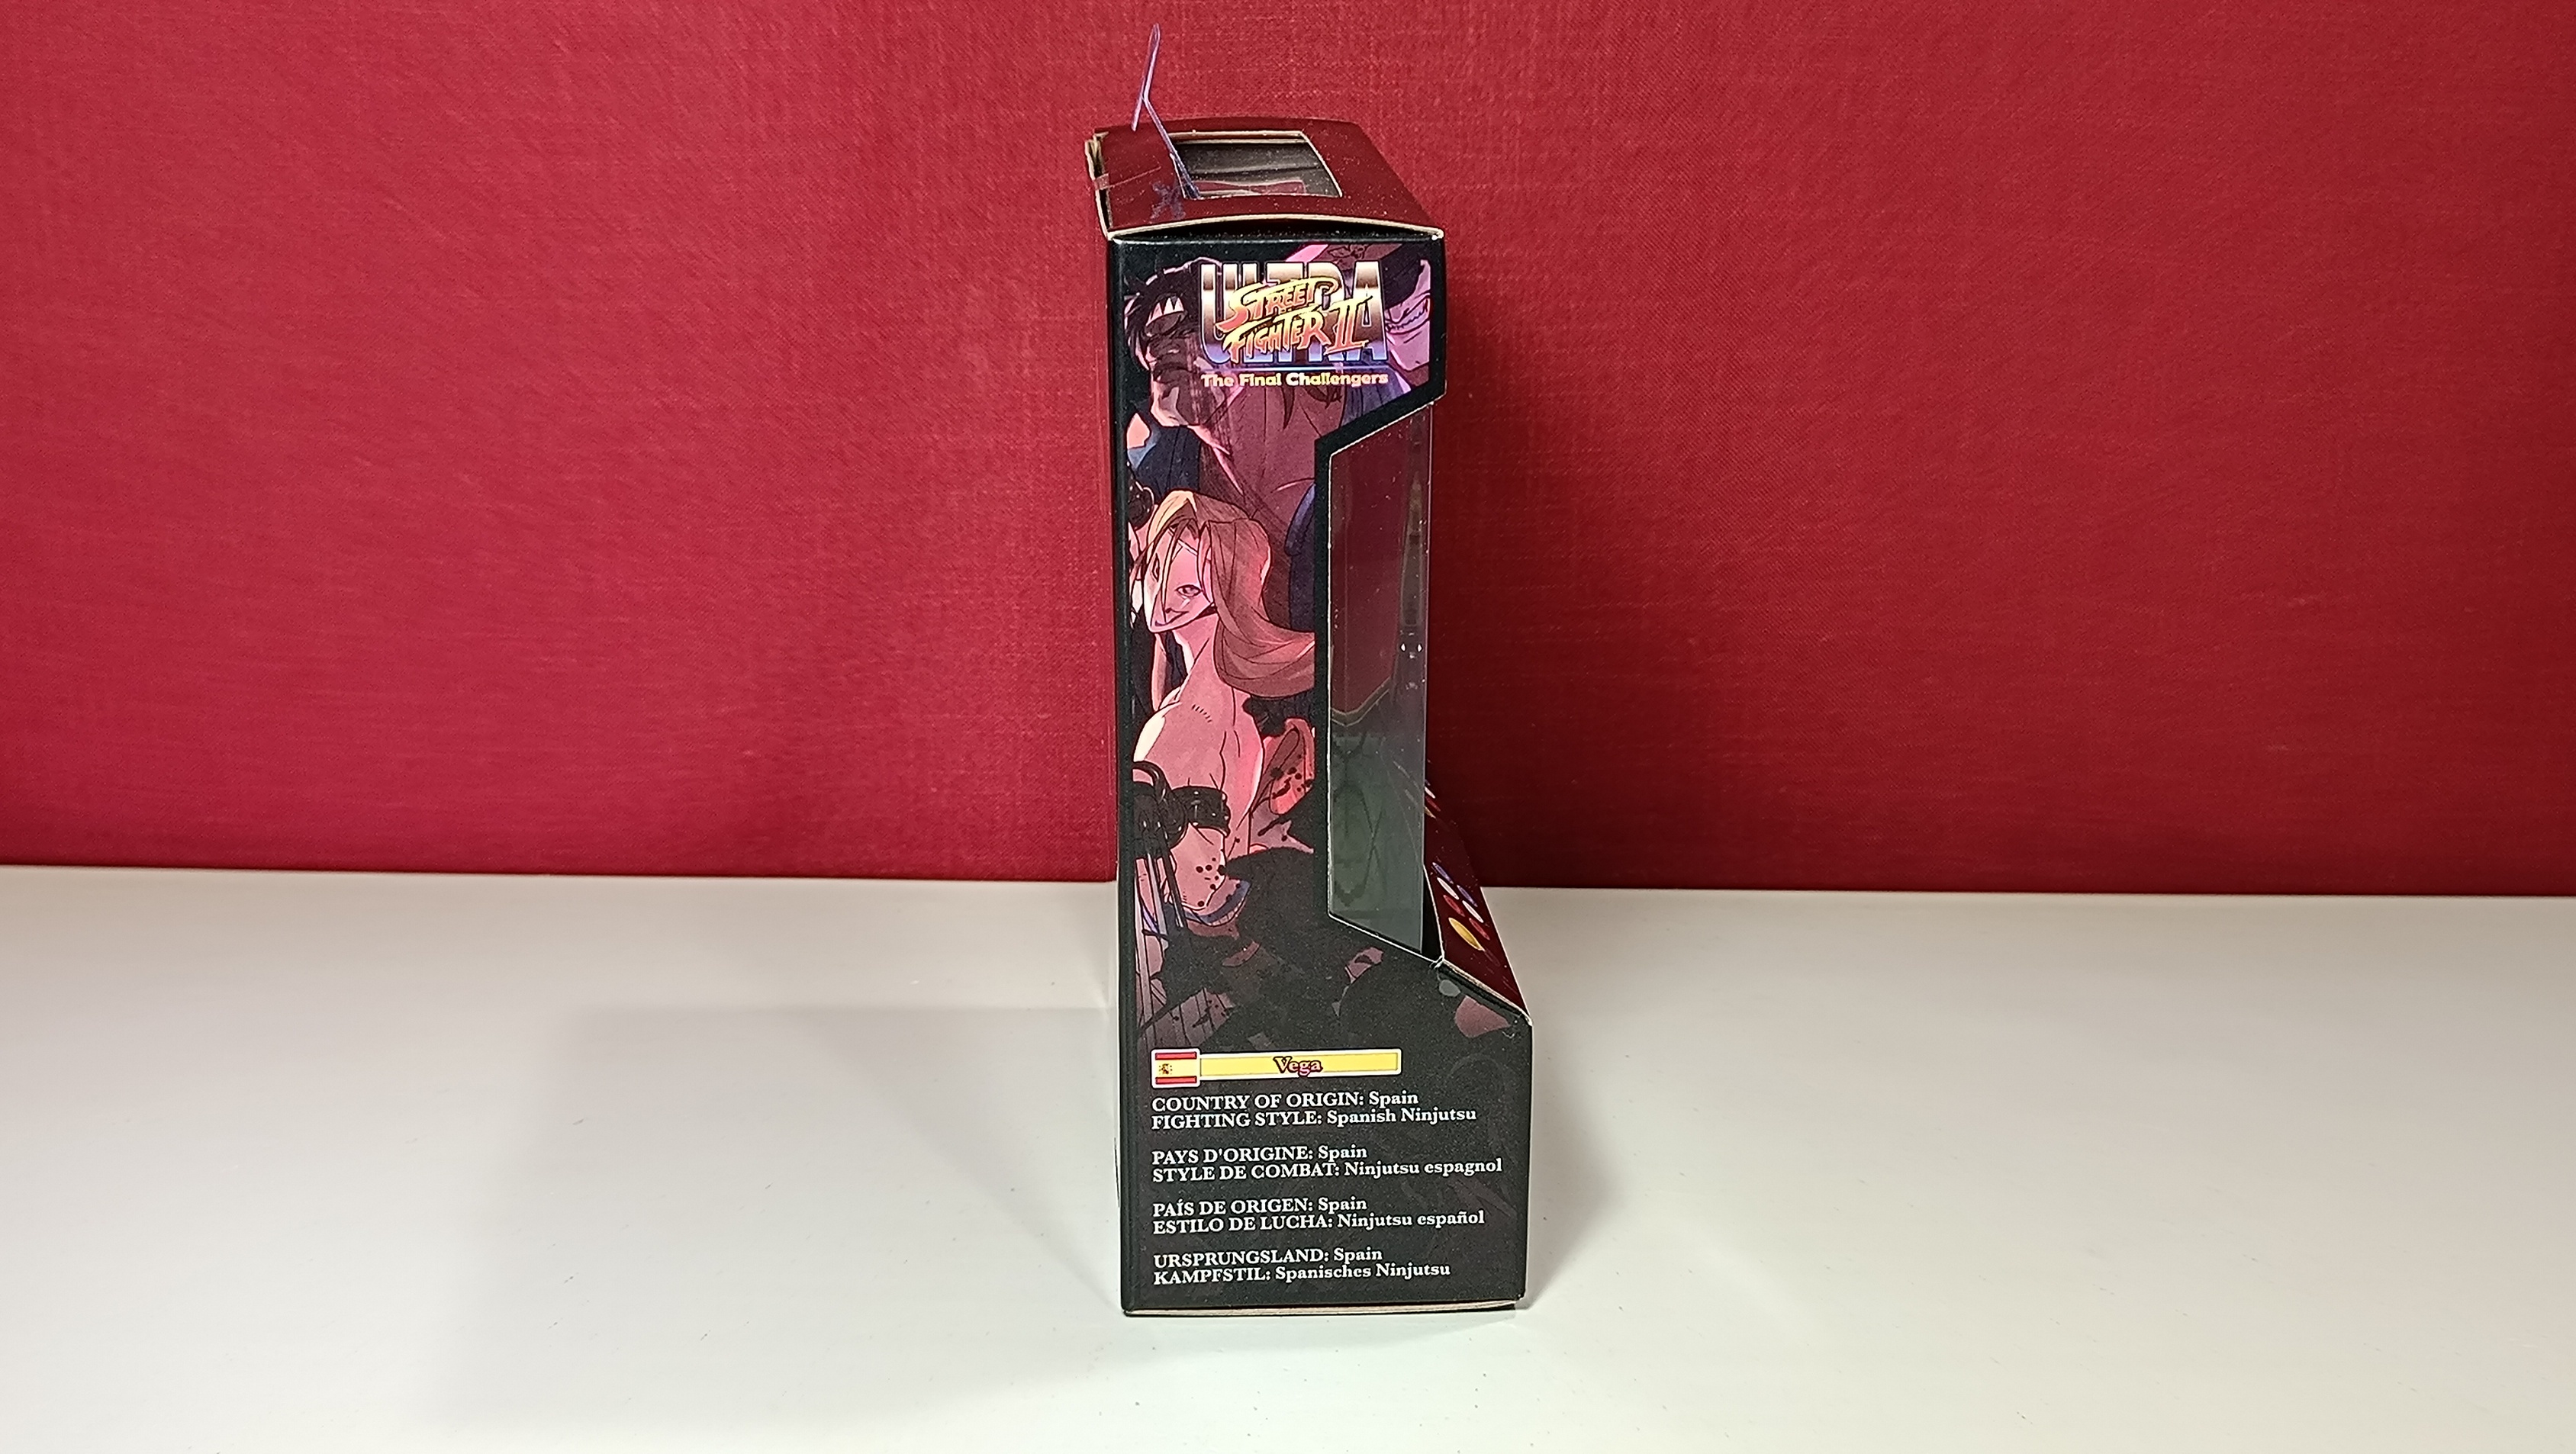 ULTRA
STREET
FIGHTER II
The Final Challengers
Vega
COUNTRY OF ORIGIN: Spain
FIGHTING STYLE: Spanish Ninjutsu
PAYS D'ORIGINE: Spain
STYLE DE COMBAT: Ninjutsu espagnol
PAÍS DE ORIGEN: Spain
ESTILO DE LUCHA: Ninjutsu español
URSPRUNGSLAND: Spain
KAMPFSTIL: Spanisches Ninjutsu